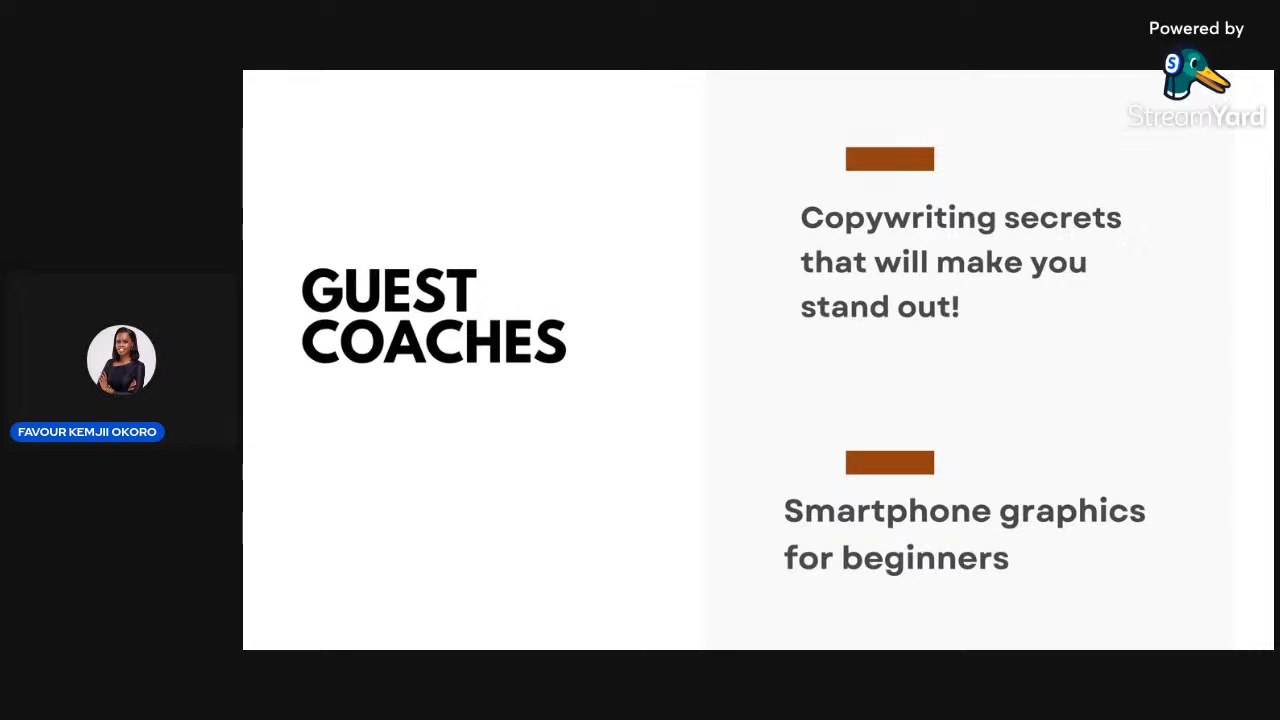 Powered by
S
StreamYard
GUEST
COACHES
Copywriting secrets
that will make you
stand out!
Smartphone graphics
for beginners
FAVOUR KEMJII OKORO